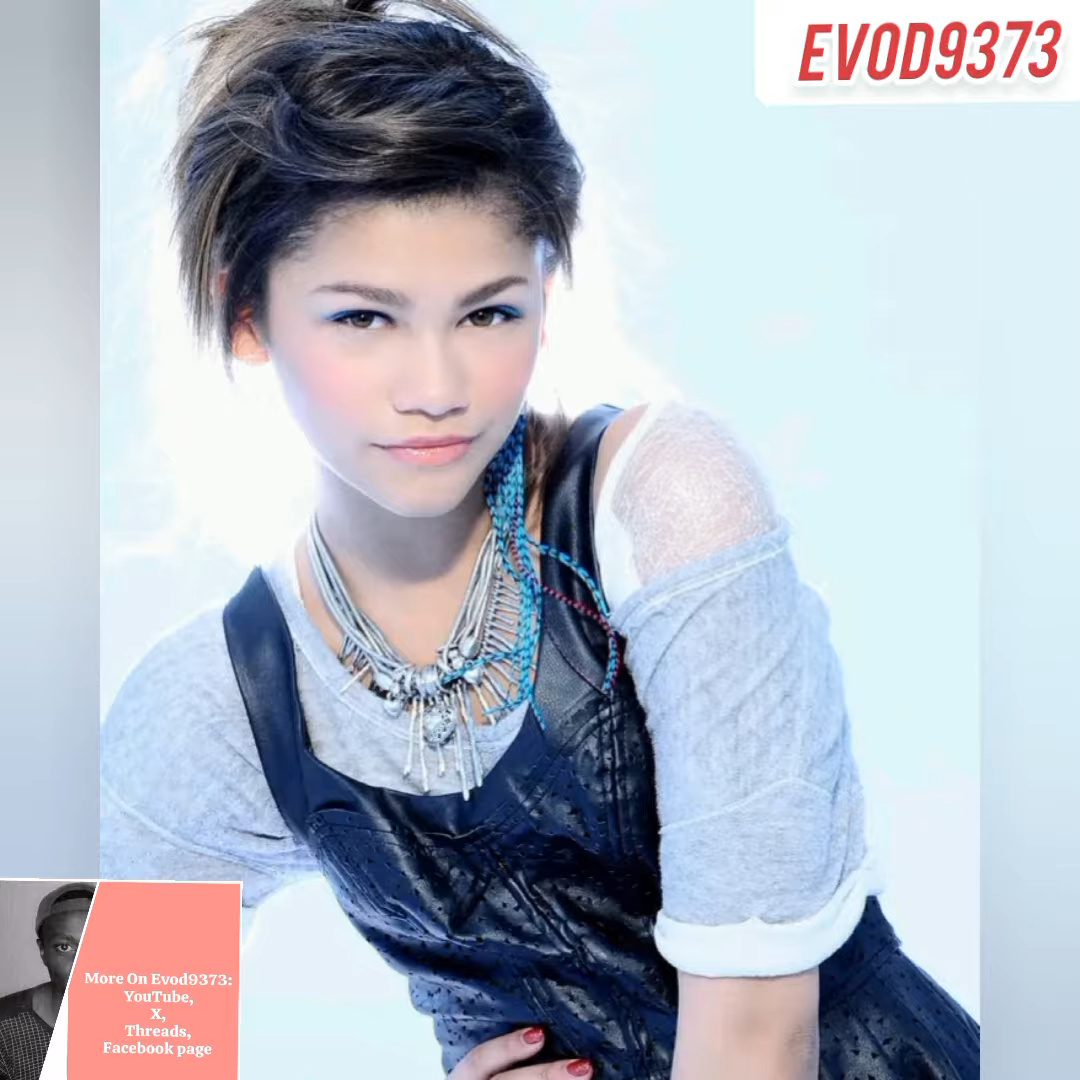 EVOD9373
More On Evod9373:
YouTube,
X,
Threads,
Facebook page